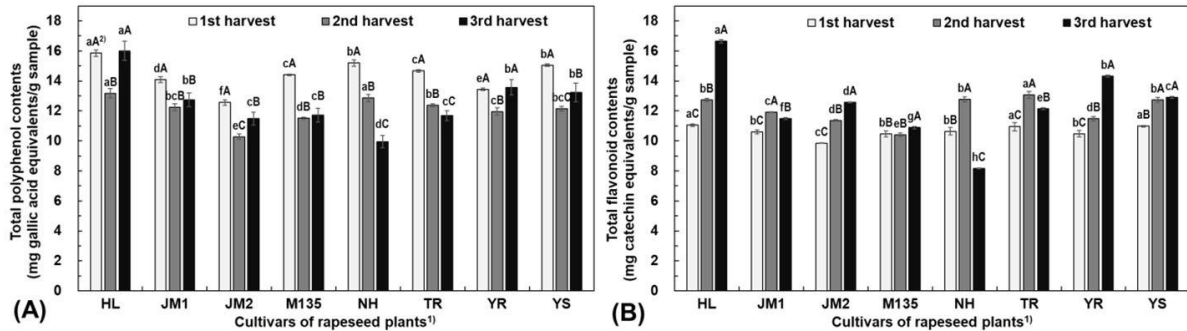 Total polyphenol contents
(mg gallic acid equivalents/g sample)
18
16
14
12
10
8
6
4
2
0
1st harvest 2nd harvest 3rd harvest
aA²⁾ aB aA
dA bcB bB
fA eC cB
cA dB bB
bA aB dC
cA bB cC
eA cB bA
bA bcC bB
HL JM1 JM2 M135 NH TR YR YS
Cultivars of rapeseed plants¹⁾
(A)
Total flavonoid contents
(mg catechin equivalents/g sample)
18
16
14
12
10
8
6
4
2
0
1st harvest 2nd harvest 3rd harvest
aC bB aA
bC cA fB
cC dB dA
bB eB gA
bB bA hC
aC aA eB
bC dB bA
aB bA cA
HL JM1 JM2 M135 NH TR YR YS
Cultivars of rapeseed plants¹⁾
(B)